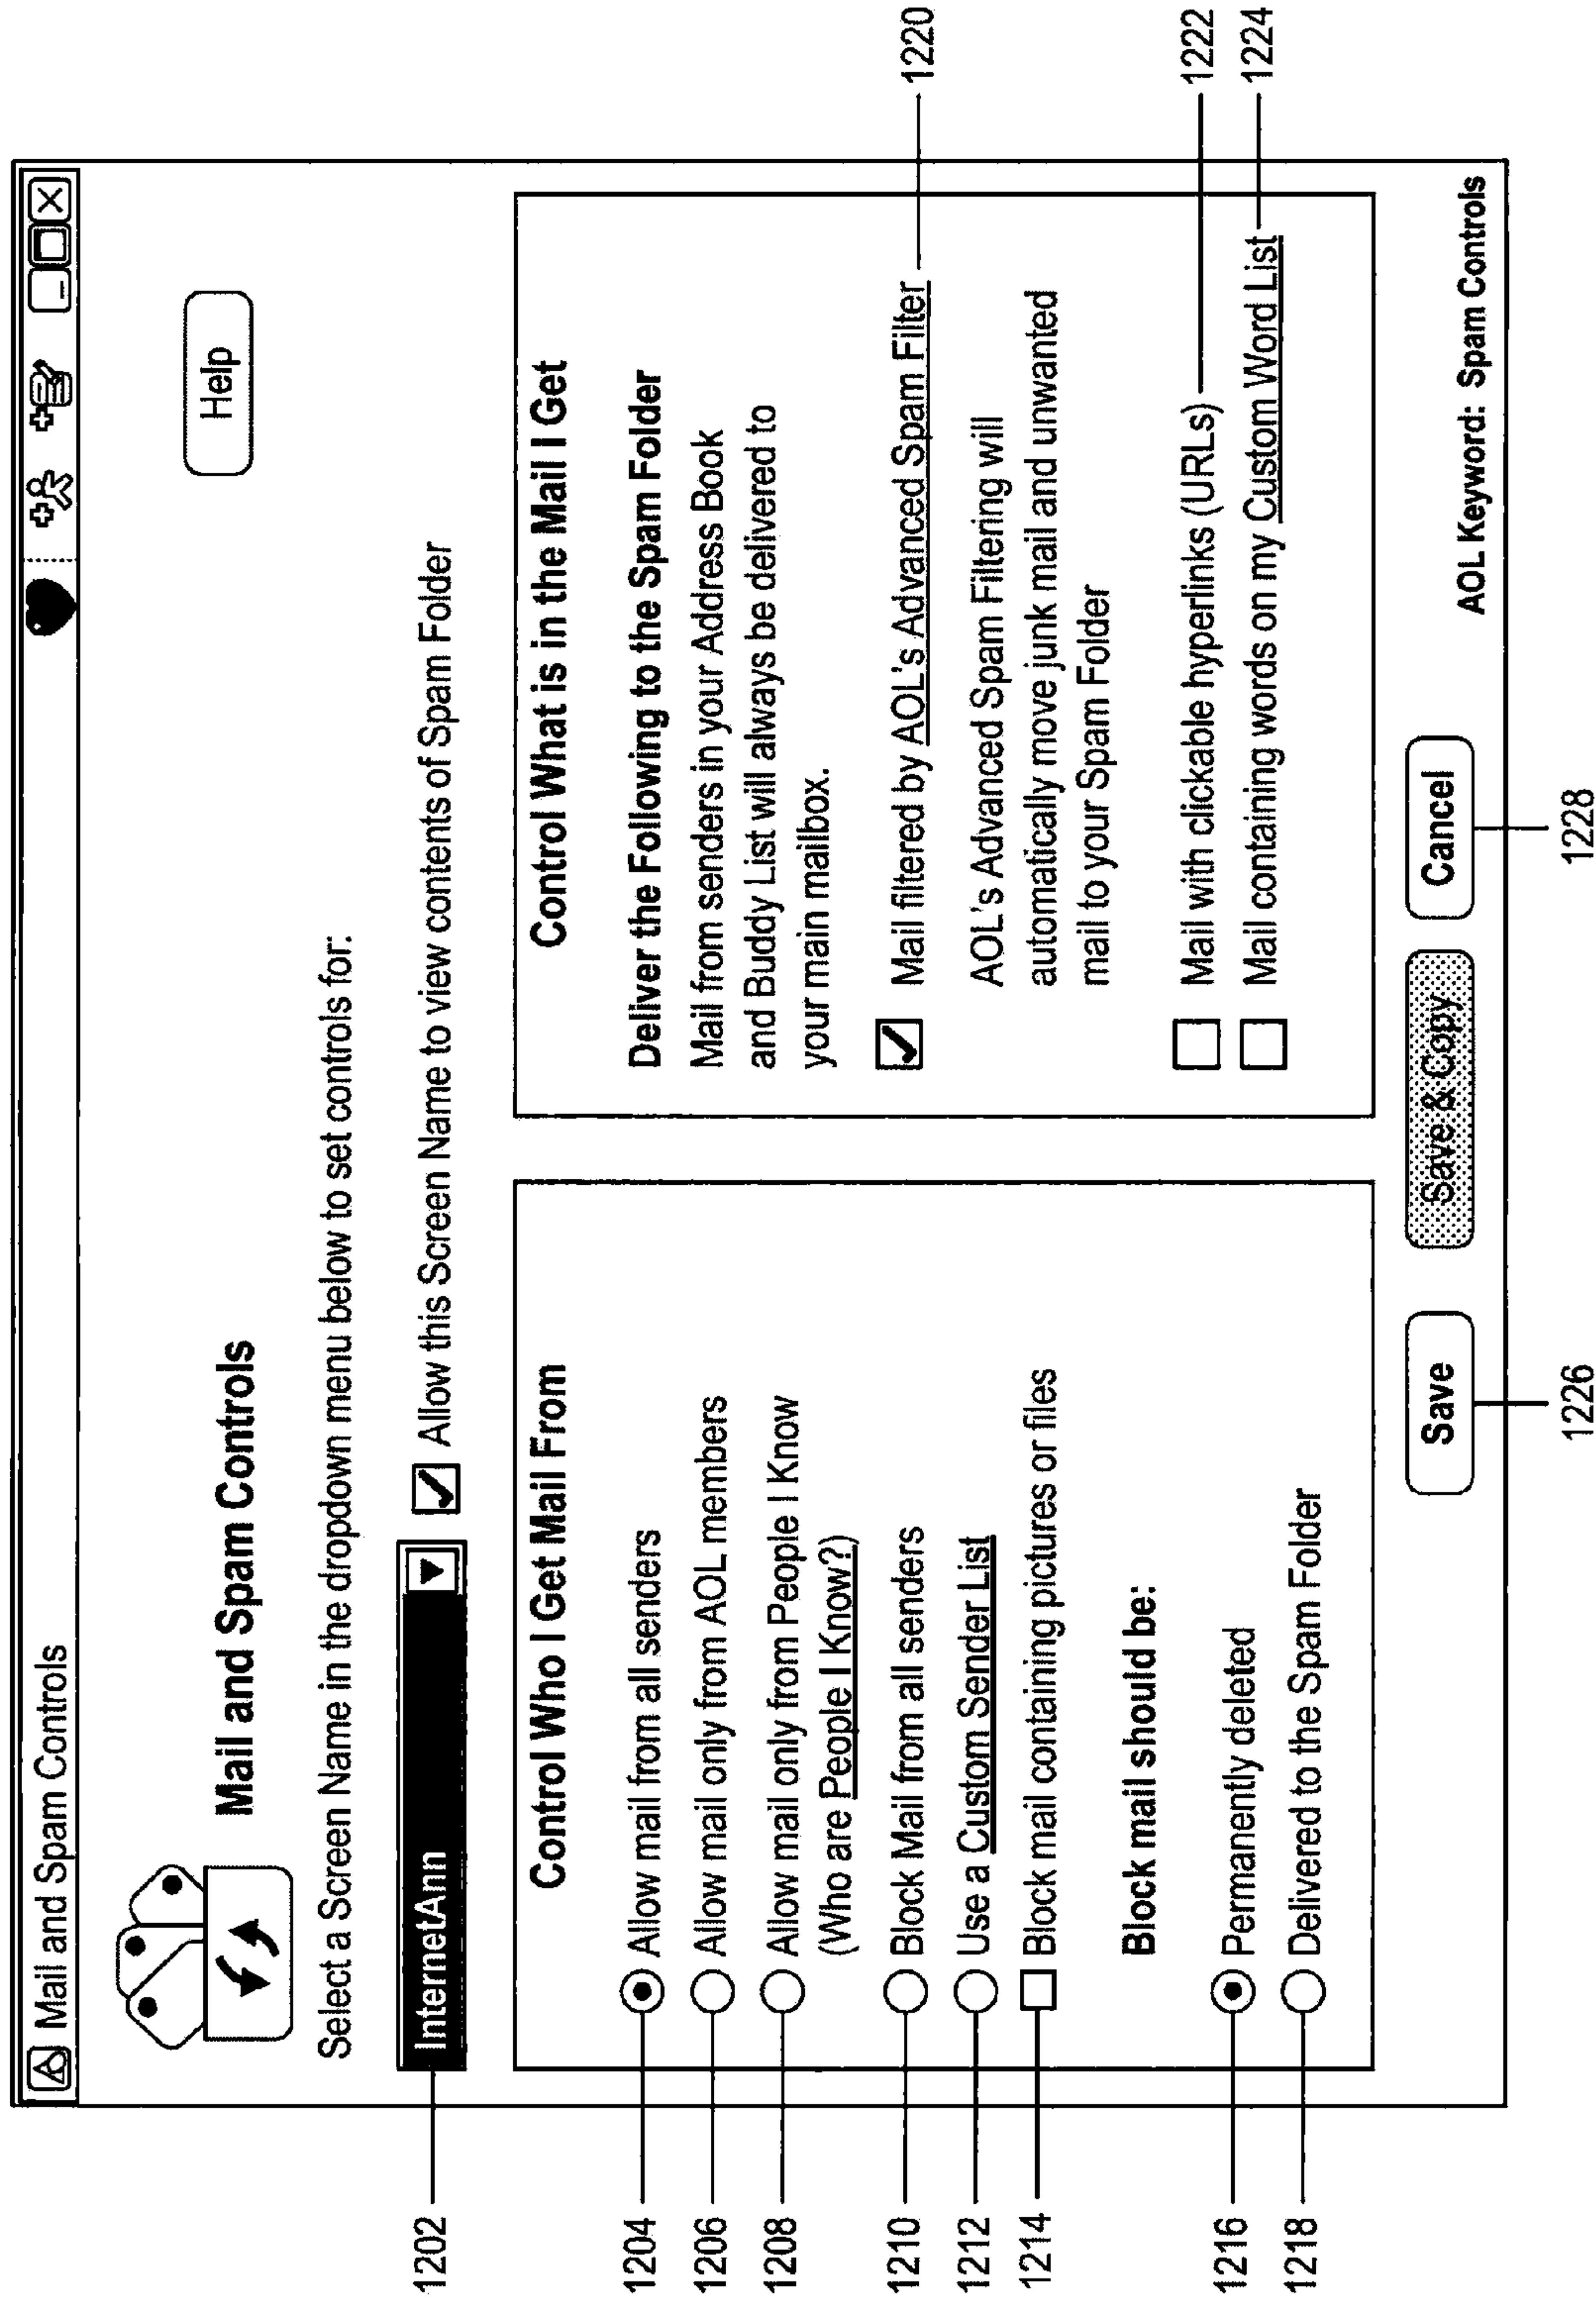 Mail and Spam Controls
Mail and Spam Controls
Help
Select a Screen Name in the dropdown menu below to set controls for:
1202
InternetAnn
Allow this Screen Name to view contents of Spam Folder
Control Who I Get Mail From
1204
Allow mail from all senders
1206
Allow mail only from AOL members
1208
Allow mail only from People I Know
(Who are People I Know?)
1210
Block Mail from all senders
1212
Use a Custom Sender List
1214
Block mail containing pictures or files
Block mail should be:
1216
Permanently deleted
1218
Delivered to the Spam Folder
Control What is in the Mail I Get
Deliver the Following to the Spam Folder
Mail from senders in your Address Book
and Buddy List will always be delivered to
your main mailbox.
Mail filtered by AOL's Advanced Spam Filter
1220
AOL's Advanced Spam Filtering will
automatically move junk mail and unwanted
mail to your Spam Folder
Mail with clickable hyperlinks (URLs)
1222
Mail containing words on my Custom Word List
1224
Save
Save & Copy
Cancel
AOL Keyword: Spam Controls
1226
1228